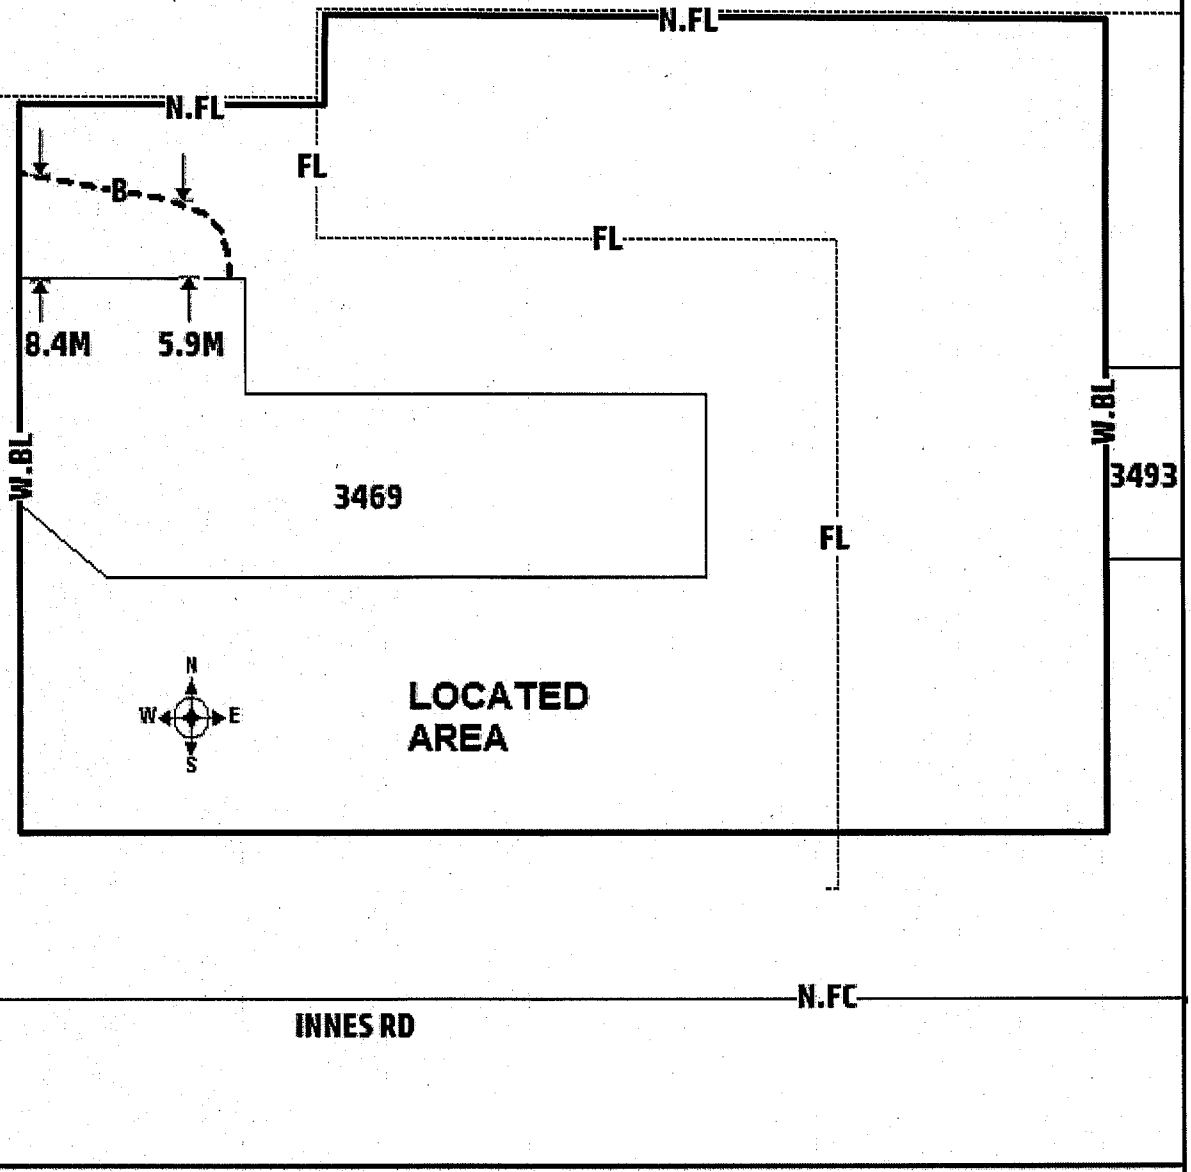 N.FL
N.FL
FL
B
FL
8.4M
5.9M
W.BL
W.BL
3469
3493
FL
N
W
E
S
LOCATED
AREA
N.FC
INNES RD